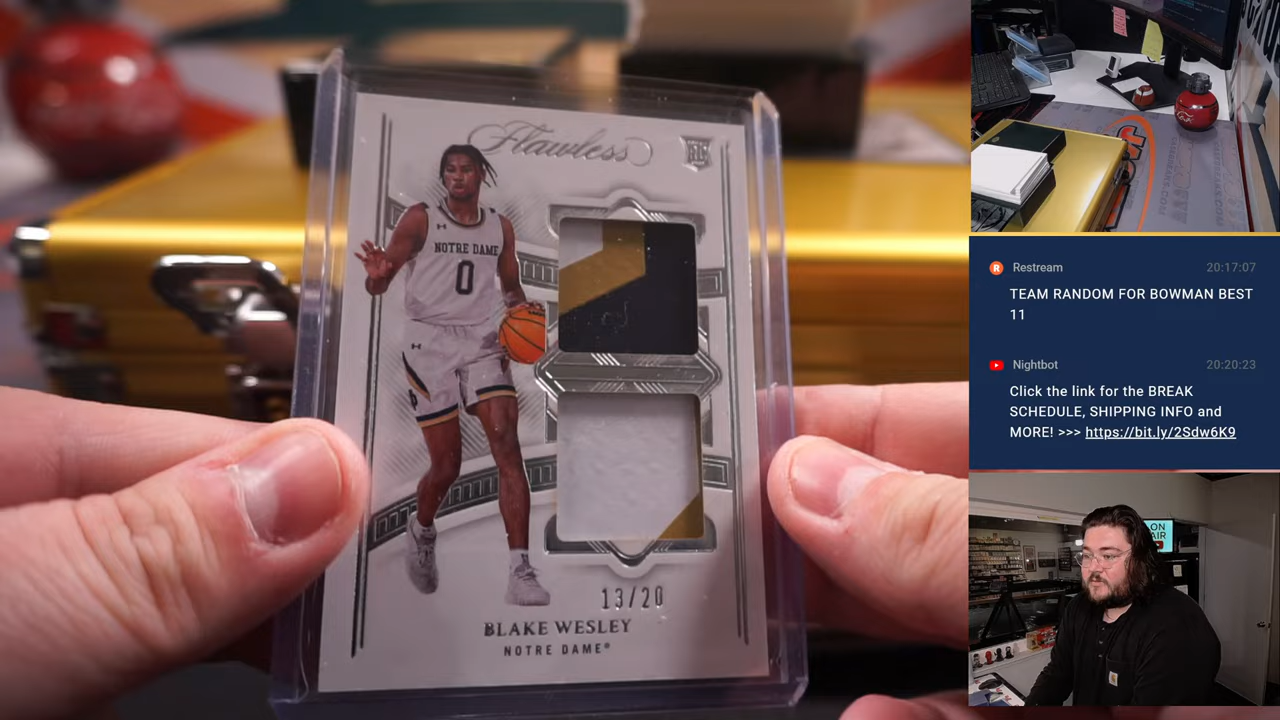 Flawless
RC
NOTRE DAME
0
13/20
BLAKE WESLEY
NOTRE DAME®
Restream
20:17:07
TEAM RANDOM FOR BOWMAN BEST
11
Nightbot
20:20:23
Click the link for the BREAK
SCHEDULE, SHIPPING INFO and
MORE! >>> https://bit.ly/2Sdw6K9
ON
AIR